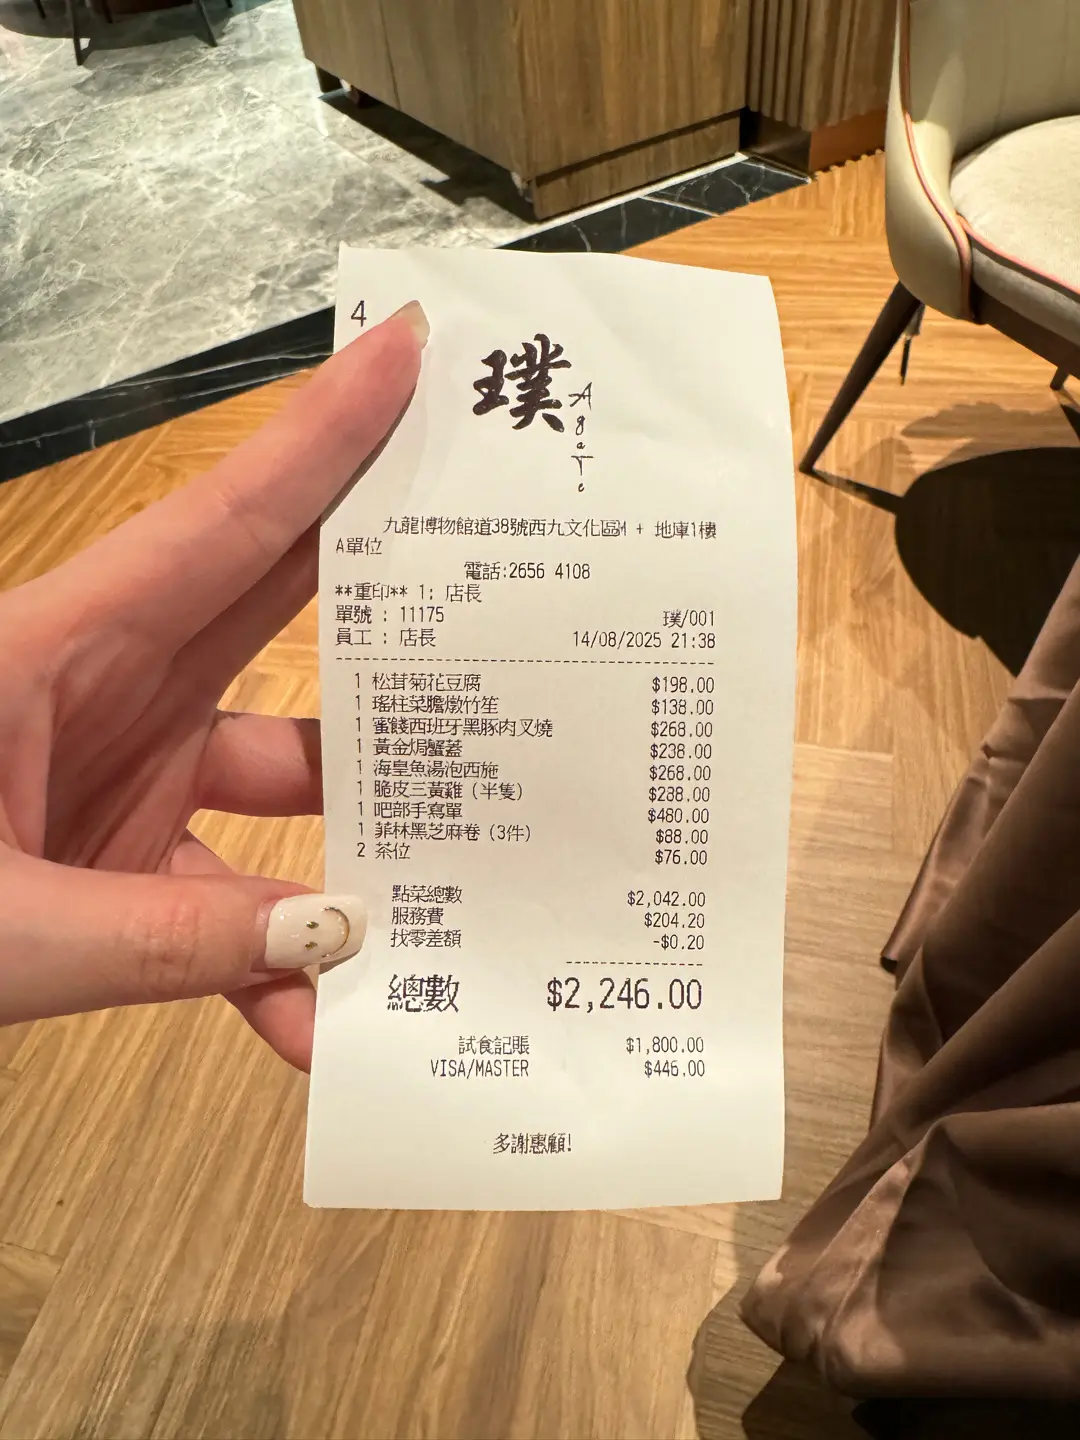 4
璞
Agate
九龍博物館道38號西九文化區M + 地庫1樓
A單位
電話:2656 4108
**重印** 1: 店長
單號 : 11175 璞/001
員工 : 店長 14/08/2025 21:38
1 松茸菊花豆腐 $198.00
1 瑤柱菜膽燉竹笙 $138.00
1 蜜餞西班牙黑豚肉叉燒 $268.00
1 黃金焗蟹蓋 $238.00
1 海皇魚湯泡西施 $268.00
1 脆皮三黃雞 (半隻) $288.00
1 吧部手寫單 $480.00
1 菲林黑芝麻卷 (3件) $88.00
2 茶位 $76.00
點菜總數 $2,042.00
服務費 $204.20
找零差額 -$0.20
總數 $2,246.00
試食記賬 $1,800.00
VISA/MASTER $446.00
多謝惠顧!